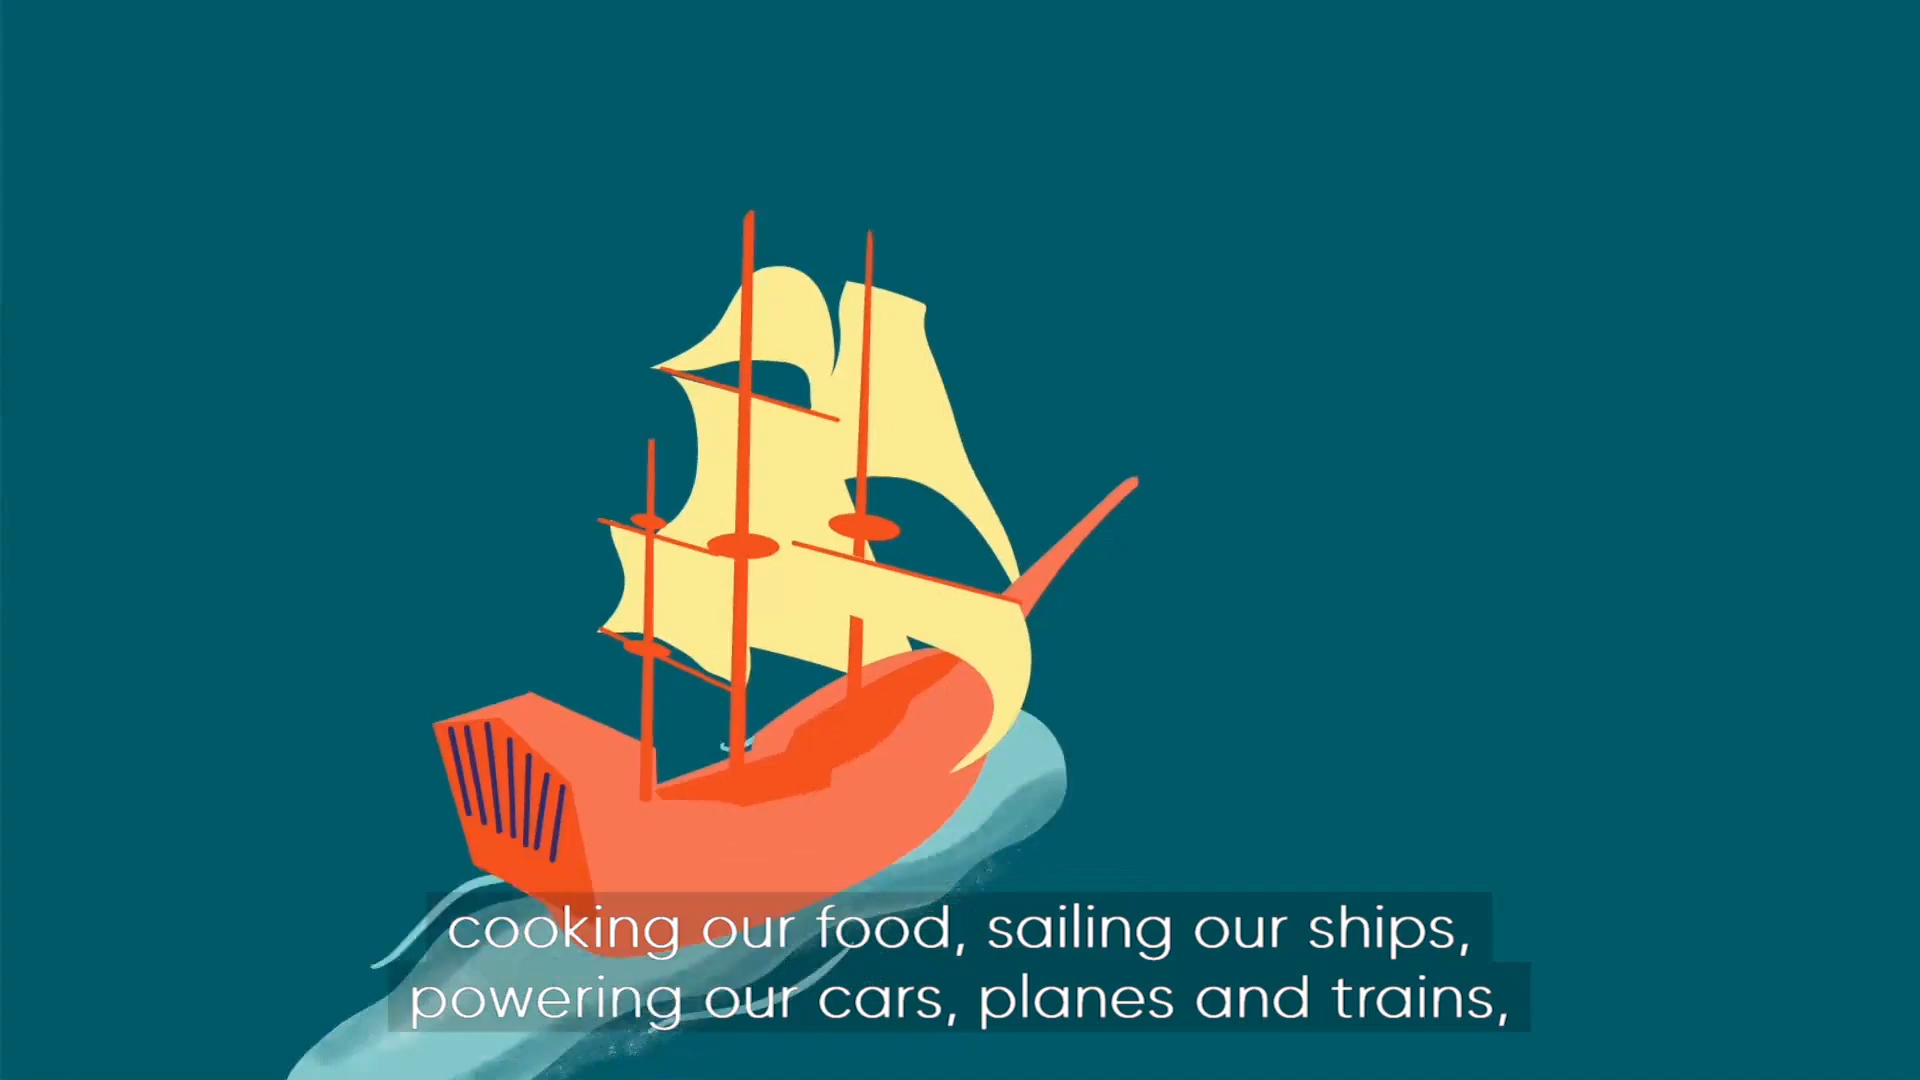 cooking our food, sailing our ships,
powering our cars, planes and trains,